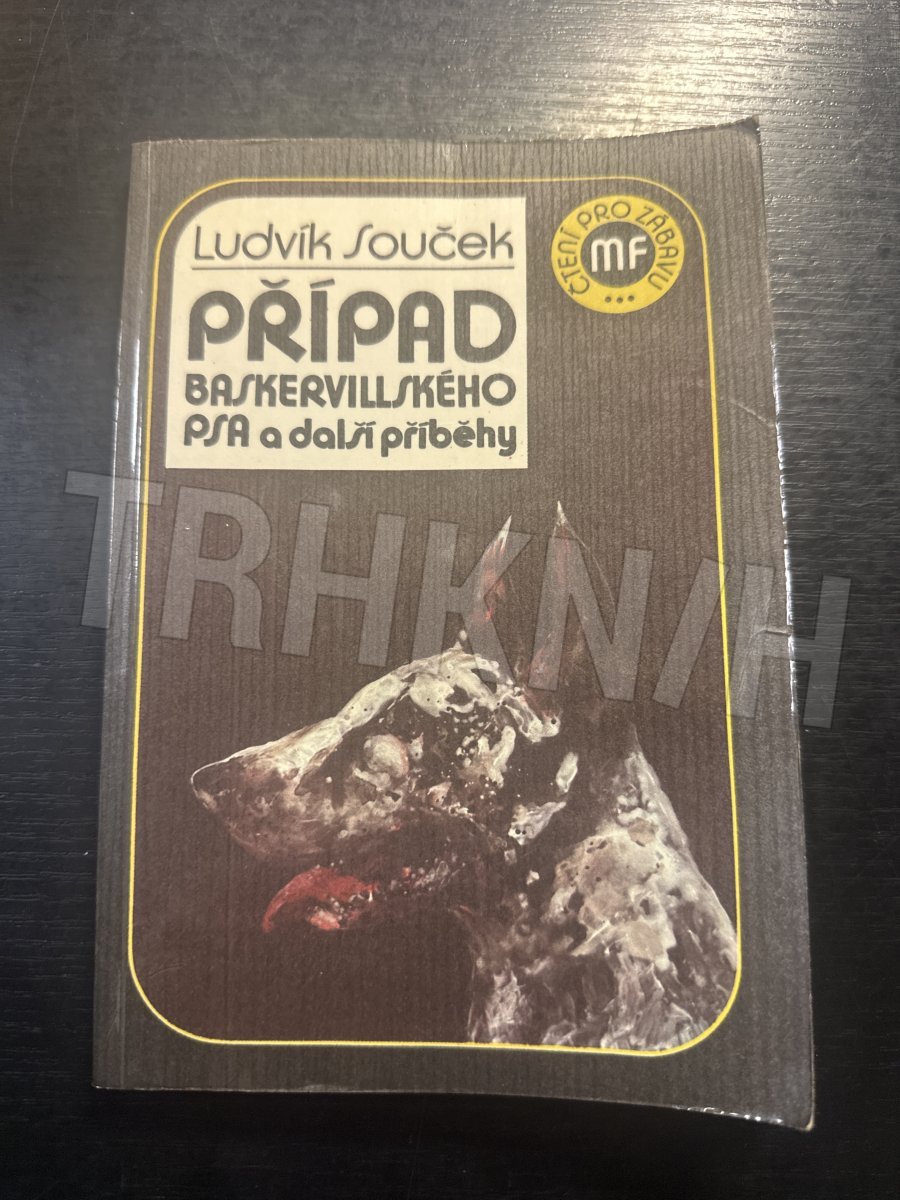 Ludvík Souček
PŘÍPAD
BASKERVILLSKÉHO
PSA a další příběhy
ČTENÍ PRO ZÁBAVU
MF
TRHKNIH